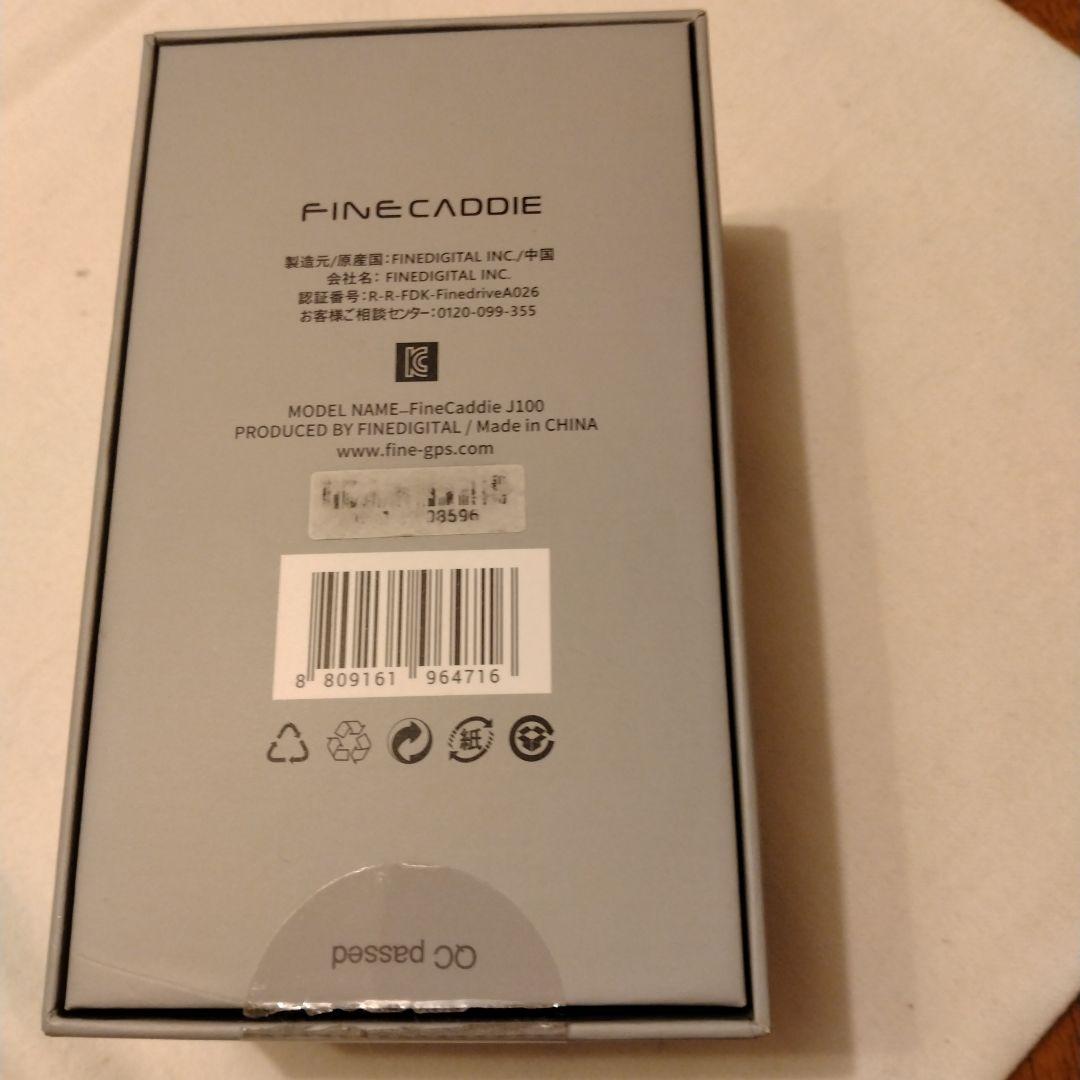 FINECADDIE
製造元/原産国:FINEDIGITAL INC./中国
会社名: FINEDIGITAL INC.
認証番号:R-R-FDK-FinedriveA026
お客様ご相談センター:0120-099-355
MODEL NAME-FineCaddie J100
PRODUCED BY FINEDIGITAL / Made in CHINA
www.fine-gps.com
8 809161 964716
紙
QC passed